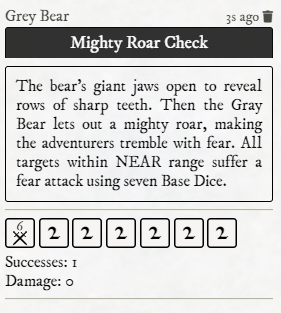 Grey Bear 3s ago
Mighty Roar Check
The bear's giant jaws open to reveal
rows of sharp teeth. Then the Gray
Bear lets out a mighty roar, making
the adventurers tremble with fear. All
targets within NEAR range suffer a
fear attack using seven Base Dice.
6 2 2 2 2 2 2
Successes: 1
Damage: 0